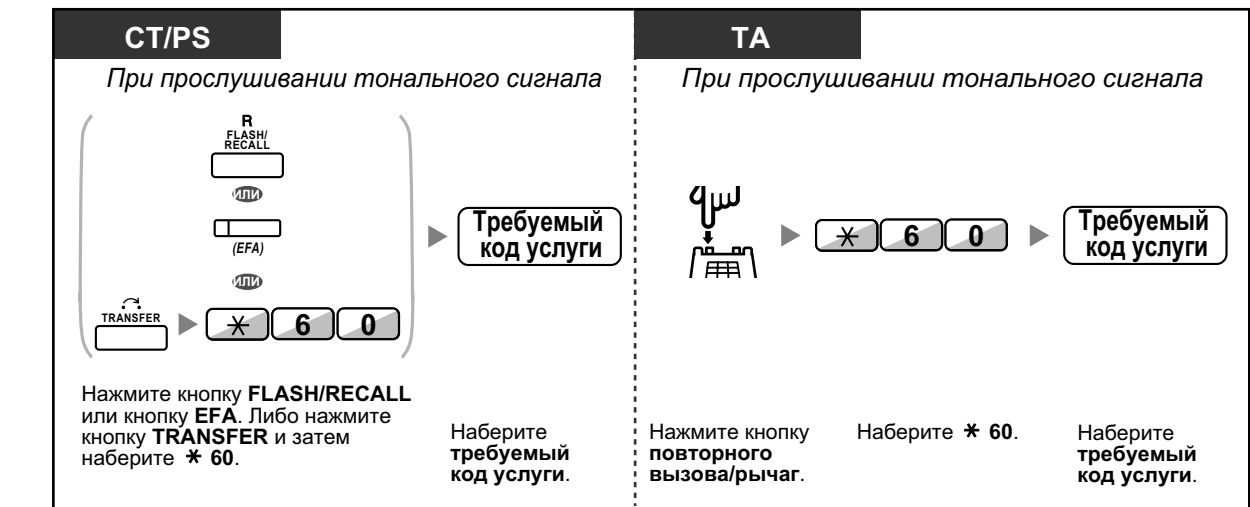 CT/PS
При прослушивании тонального сигнала
R
FLASH/
RECALL
или
(EFA)
или
TRANSFER
* 6 0
Требуемый
код услуги
Нажмите кнопку FLASH/RECALL
или кнопку EFA. Либо нажмите
кнопку TRANSFER и затем
наберите * 60.
Наберите
требуемый
код услуги.
TA
При прослушивании тонального сигнала
* 6 0
Требуемый
код услуги
Нажмите кнопку
повторного
вызова/рычаг.
Наберите * 60.
Наберите
требуемый
код услуги.